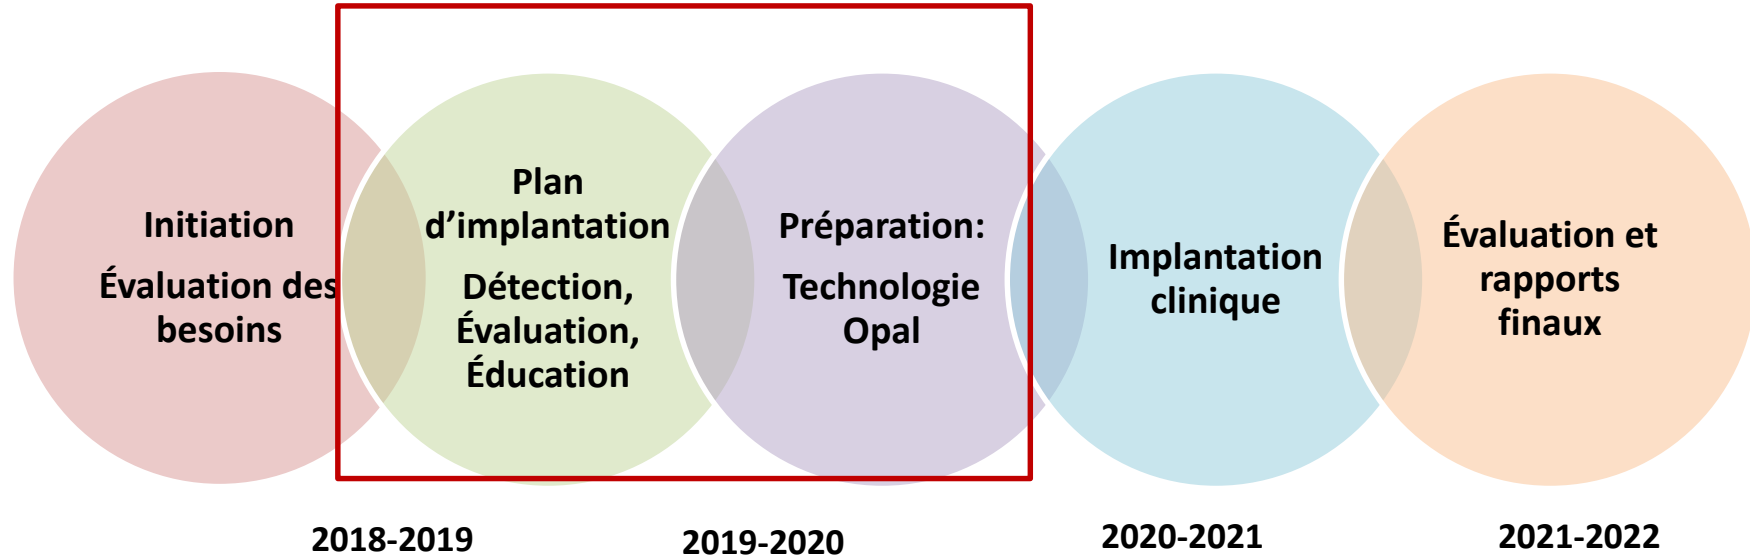 Initiation
Évaluation des
besoins
Plan
d’implantation
Détection,
Évaluation,
Éducation
Préparation:
Technologie
Opal
Implantation
clinique
Évaluation et
rapports
finaux
2018-2019
2019-2020
2020-2021
2021-2022